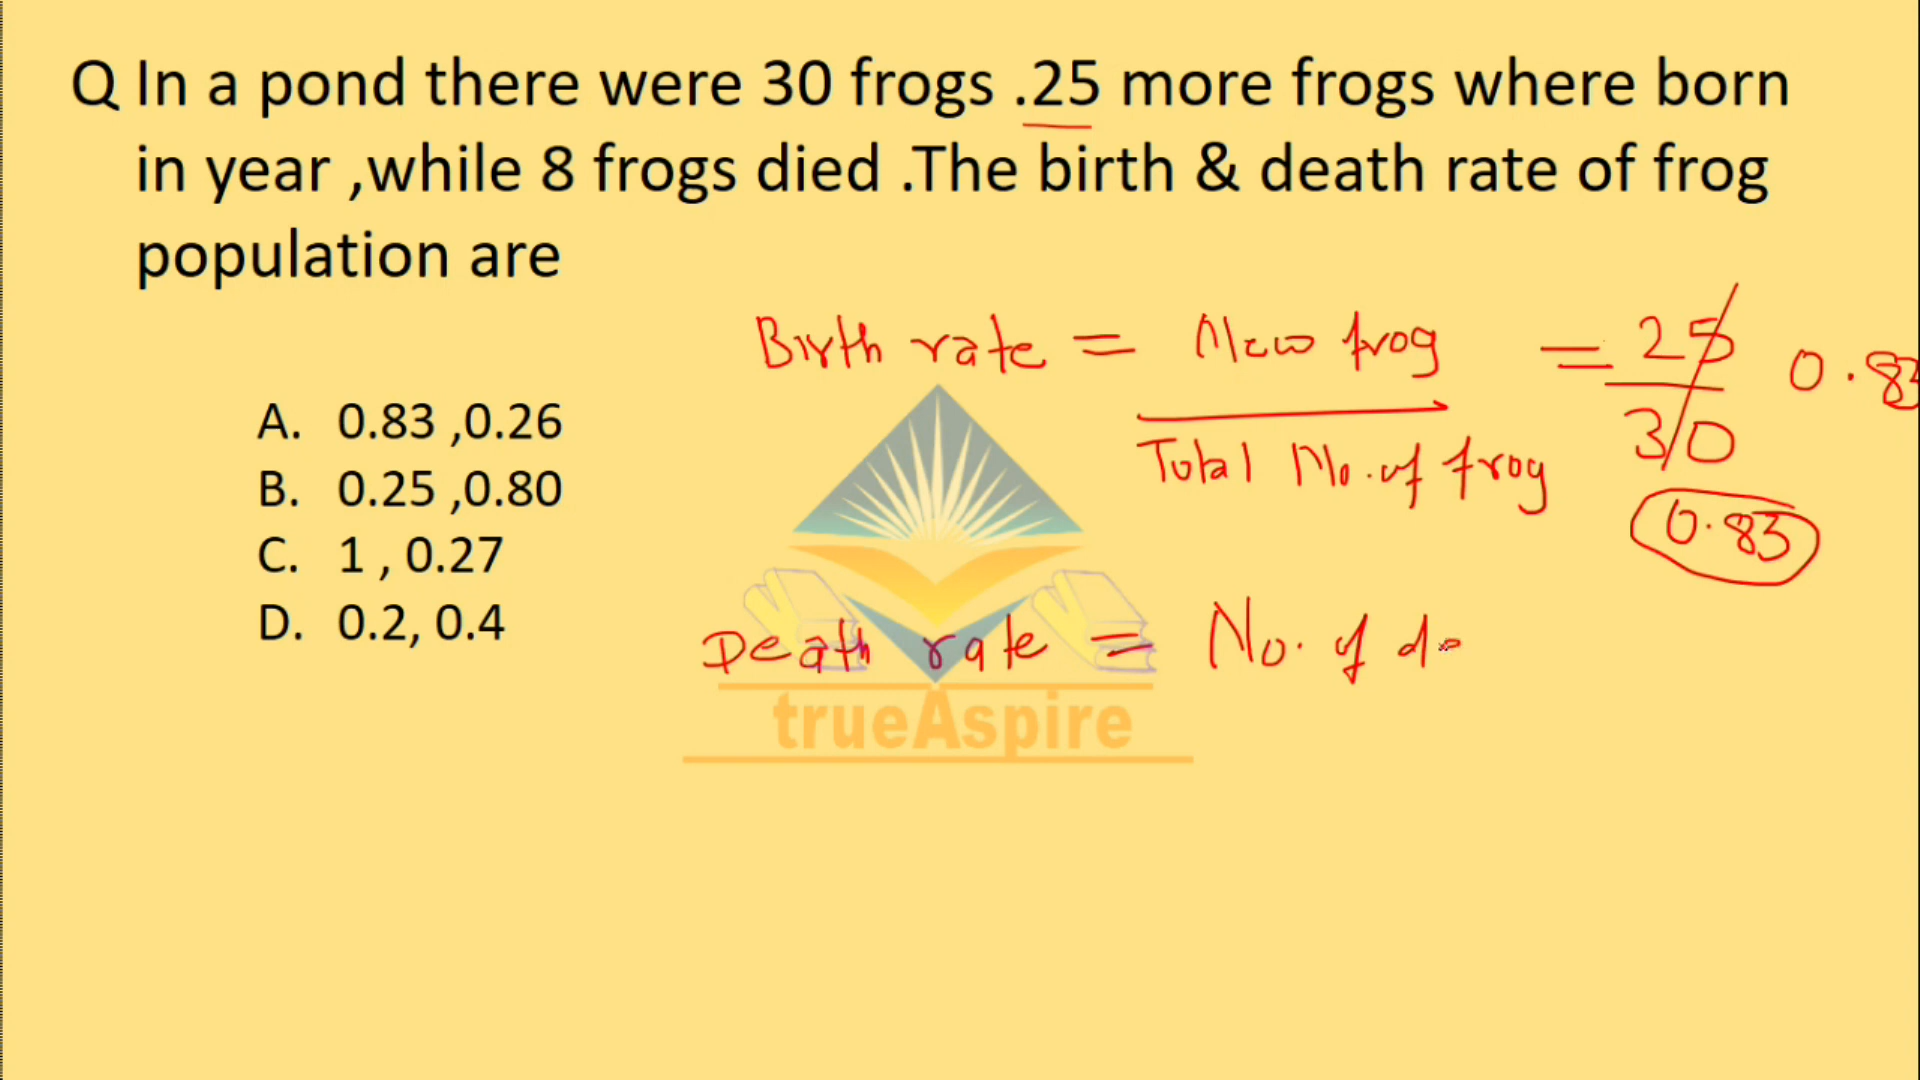 Q In a pond there were 30 frogs .25 more frogs where born
in year ,while 8 frogs died .The birth & death rate of frog
population are
Birth rate = New frog = 25 0.83
Total No. of frog 30
0.83
A. 0.83 ,0.26
B. 0.25 ,0.80
C. 1 , 0.27
D. 0.2, 0.4
Death rate = No. of de
trueAspire